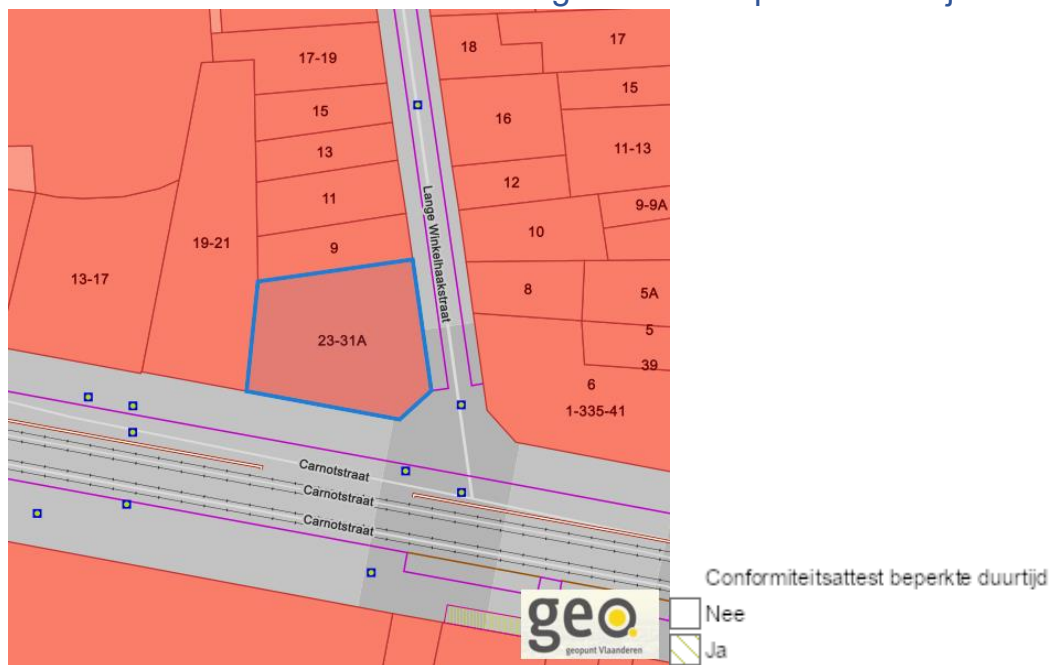 17-19
18
17
15
15
16
13
11-13
12
11
9-9A
10
9
19-21
13-17
8
5A
23-31A
5
39
6
1-335-41
Lange Winkelhaakstraat
Carnotstraat
Carnotstraat
Carnotstraat
geo.
geopunt Vlaanderen
Conformiteitsattest beperkte duurtijd
Nee
Ja